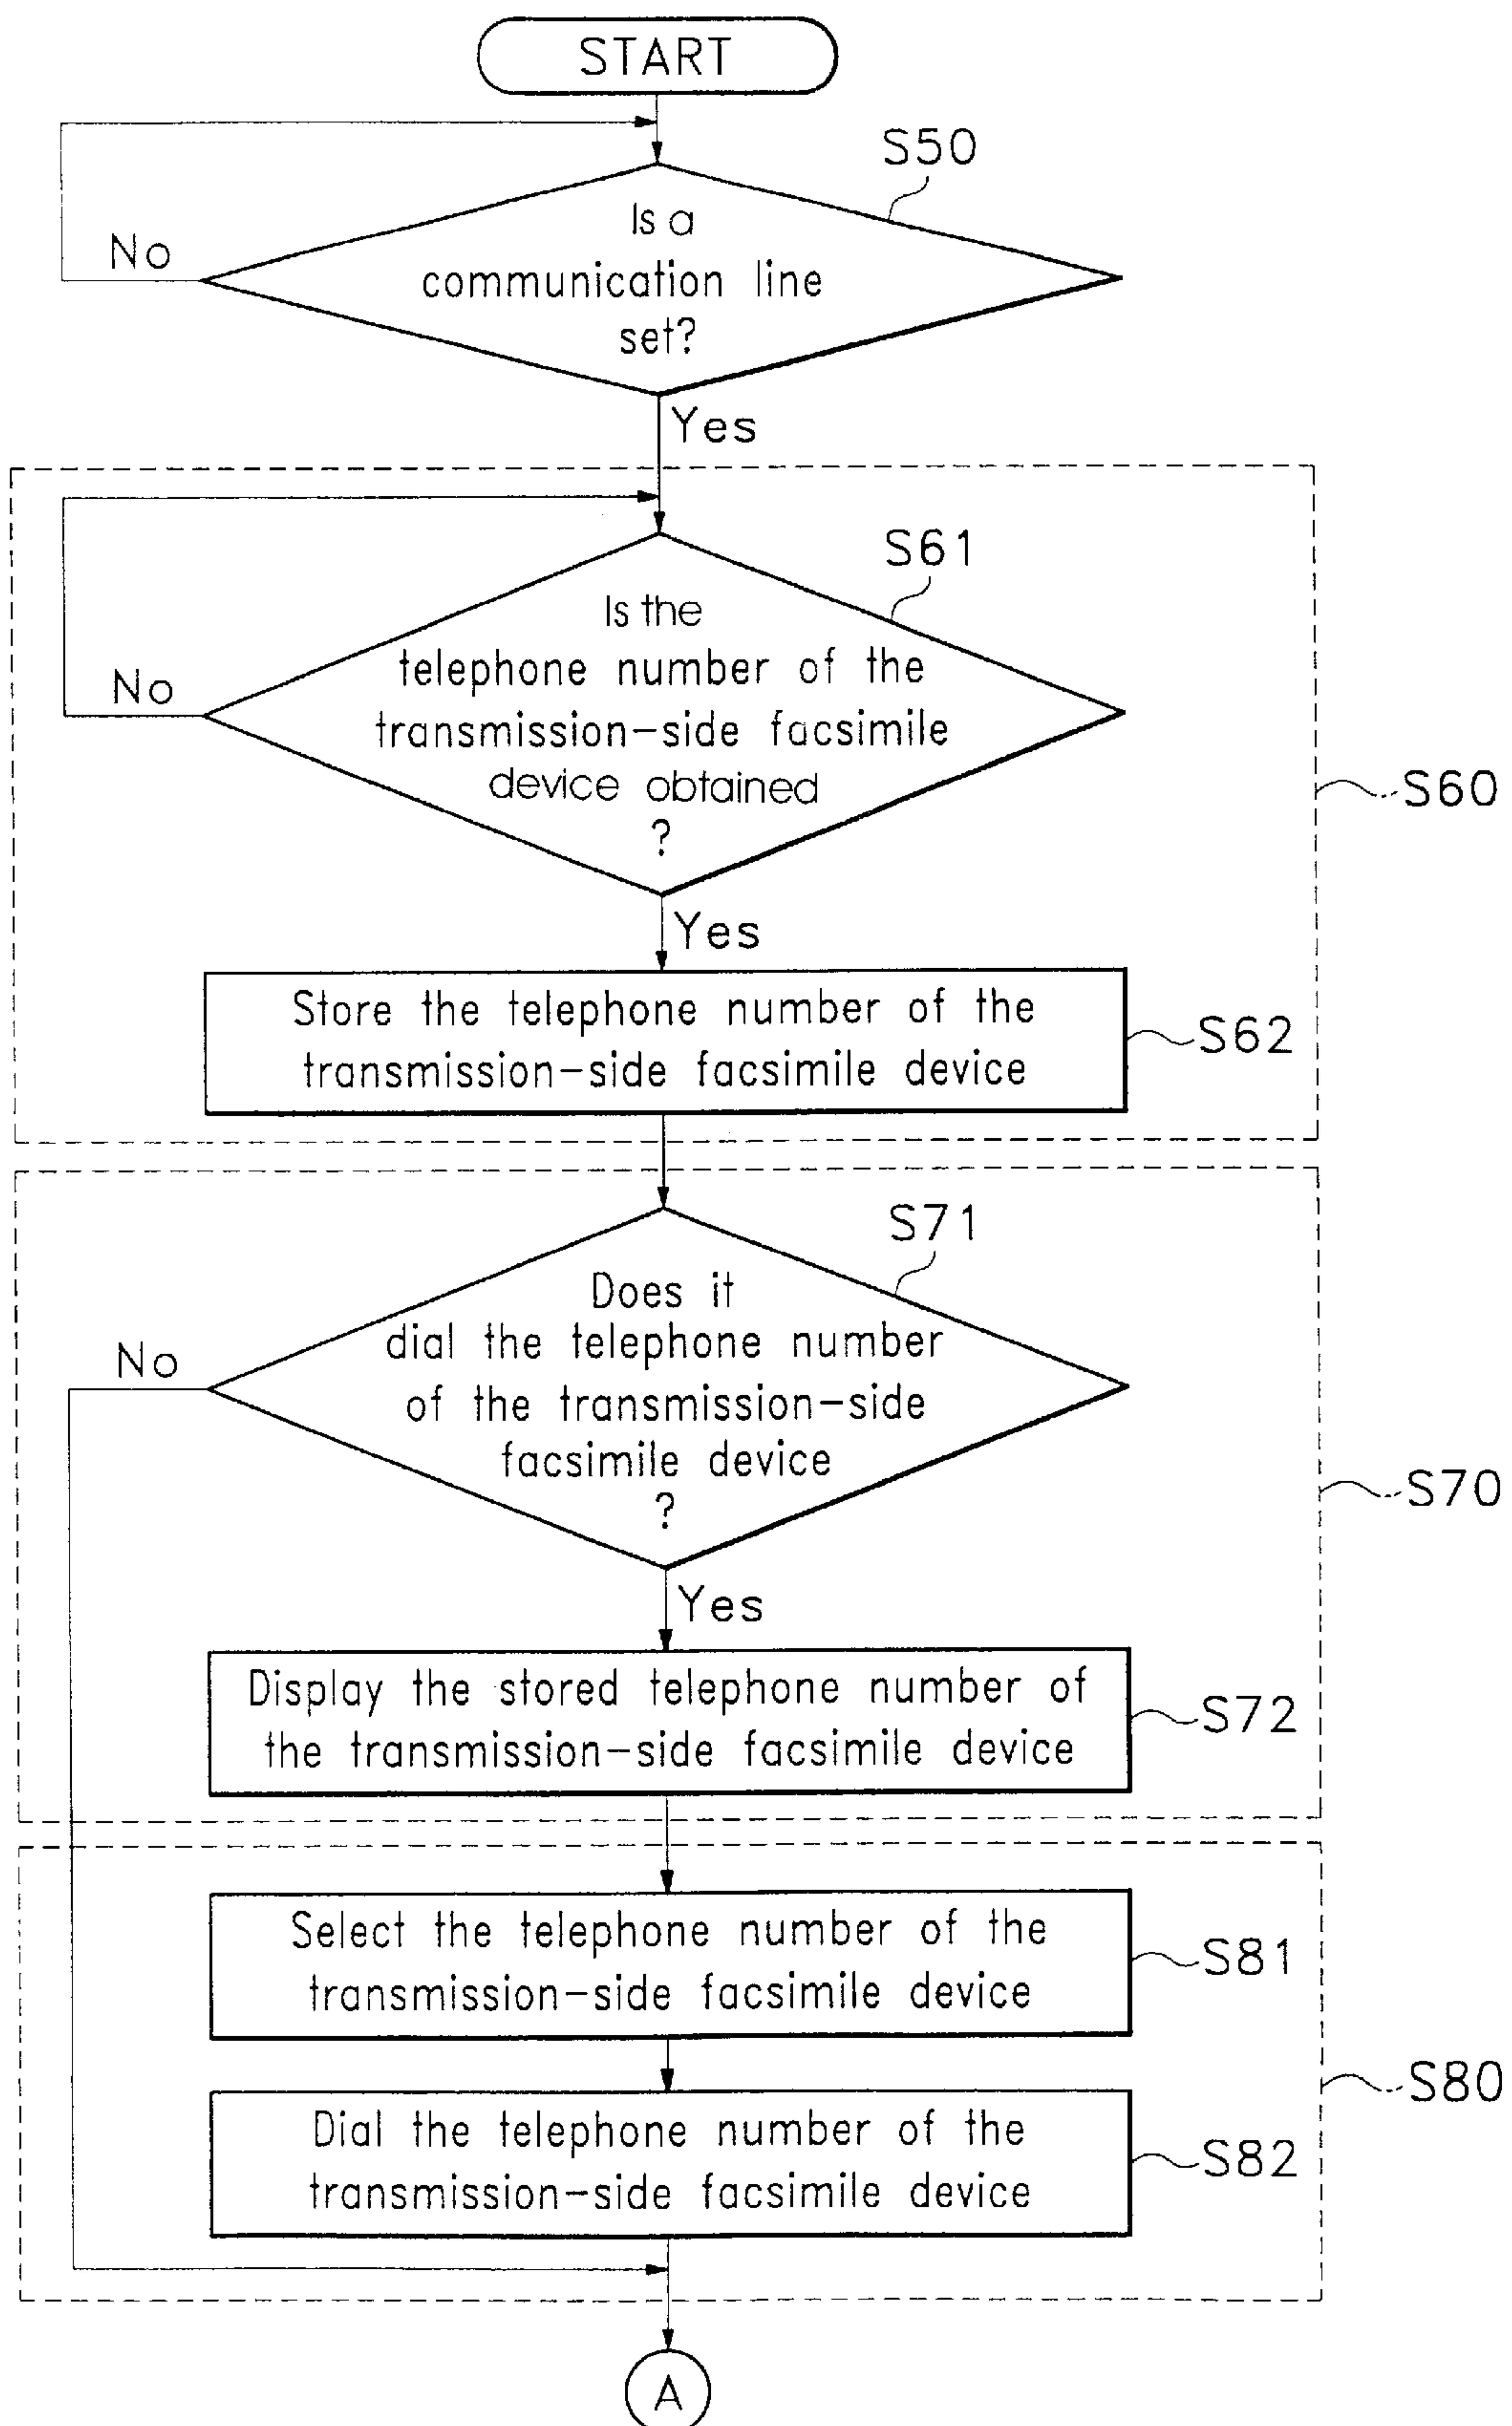 START
S50
Is a
communication line
set?
No
Yes
S61
Is the
telephone number of the
transmission-side facsimile
device obtained
?
No
S60
Yes
Store the telephone number of the
transmission-side facsimile device
S62
S71
Does it
dial the telephone number
of the transmission-side
facsimile device
?
No
S70
Yes
Display the stored telephone number of
the transmission-side facsimile device
S72
Select the telephone number of the
transmission-side facsimile device
S81
S80
Dial the telephone number of the
transmission-side facsimile device
S82
A